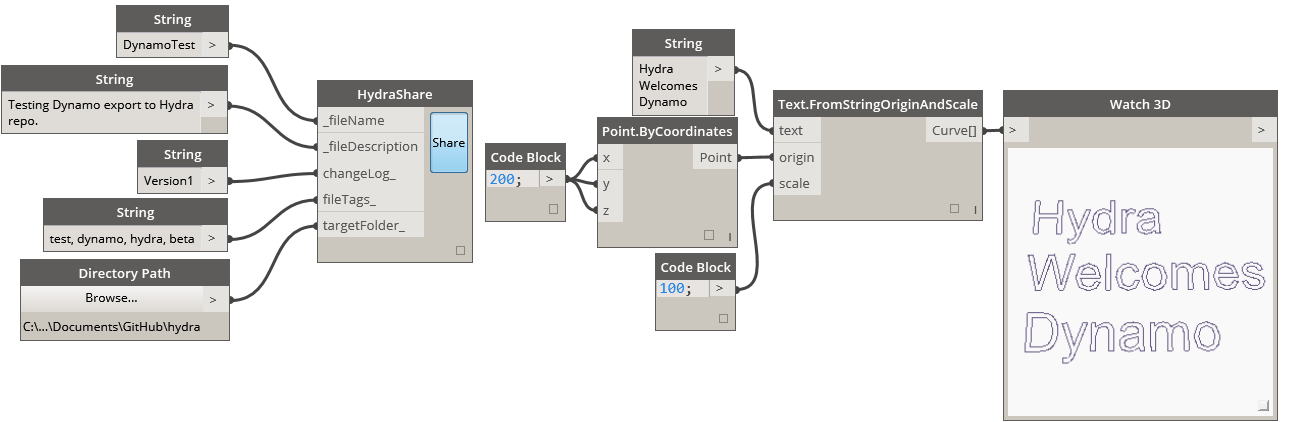 String
DynamoTest >
String
Testing Dynamo export to Hydra
repo.
>
String
Version1 >
String
test, dynamo, hydra, beta >
Directory Path
Browse... >
C:\...\Documents\GitHub\hydra
HydraShare
_fileName
_fileDescription
changeLog_
fileTags_
targetFolder_
Share
Code Block
200; >
String
Hydra
Welcomes
Dynamo
>
Point.ByCoordinates
x Point
y
z
Code Block
100; >
Text.FromStringOriginAndScale
text Curve[]
origin
scale
Watch 3D
> >
Hydra
Welcomes
Dynamo